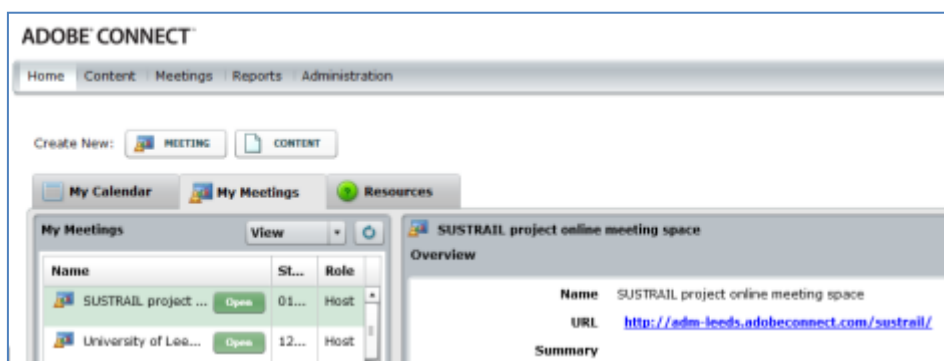 ADOBE® CONNECT™
Home Content Meetings Reports Administration
Create New: MEETING CONTENT
My Calendar My Meetings Resources
My Meetings View
SUSTRAIL project online meeting space
Overview
Name St... Role
SUSTRAIL project ... Open 01... Host
University of Lee... Open 12... Host
Name SUSTRAIL project online meeting space
URL http://adm-leeds.adobeconnect.com/sustrail/
Summary